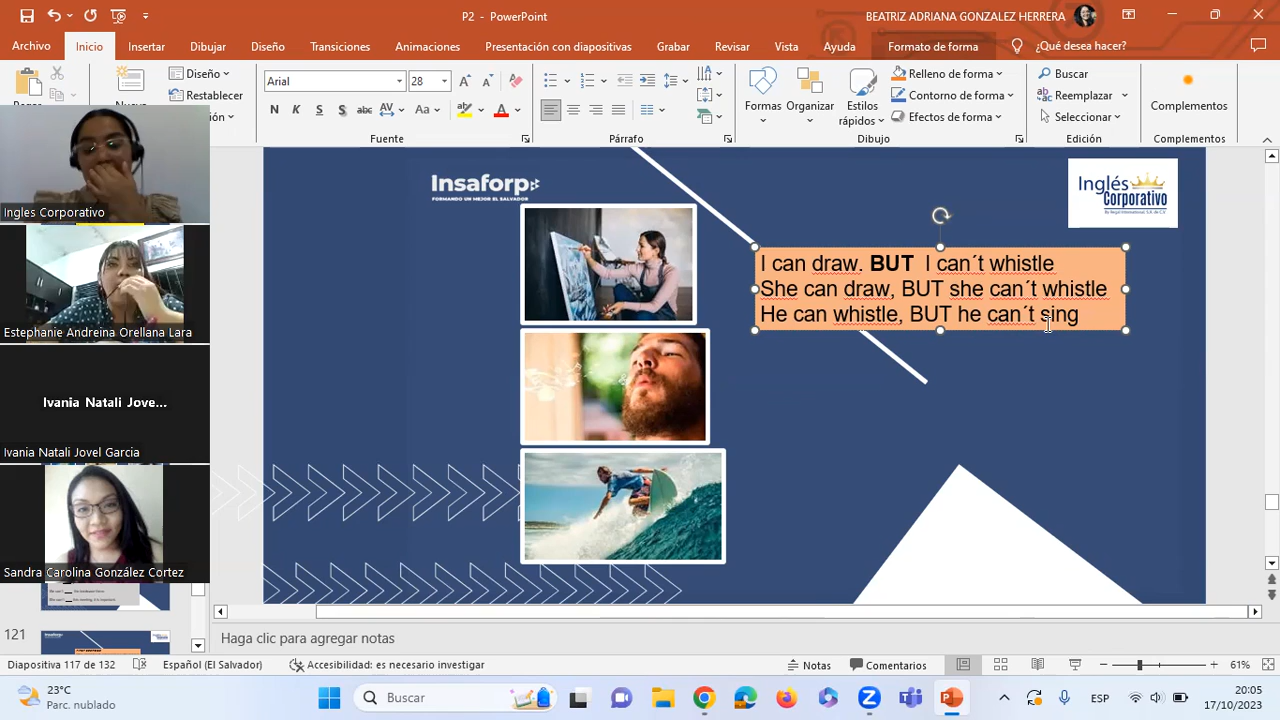 P2 - PowerPoint
BEATRIZ ADRIANA GONZALEZ HERRERA
Archivo Inicio Insertar Dibujar Diseño Transiciones Animaciones Presentación con diapositivas Grabar Revisar Vista Ayuda Formato de forma ¿Qué desea hacer?
Diseño
Restablecer
Arial 28
N K S abc AV Aa
Fuente
Párrafo
Formas Organizar Estilos rápidos
Relleno de forma
Contorno de forma
Efectos de forma
Dibujo
Buscar
Reemplazar
Seleccionar
Edición
Complementos
Complementos
Ingles Corporativo
Estephanie Andreina Orellana Lara
Ivania Natali Jove...
Ivania Natali Jovel Garcia
Sandra Carolina González Cortez
Insaforp
FORMANDO UN MEJOR EL SALVADOR
Inglés
Corporativo
I can draw. BUT I can´t whistle
She can draw, BUT she can´t whistle
He can whistle, BUT he can´t sing
121
Haga clic para agregar notas
Diapositiva 117 de 132 Español (El Salvador) Accesibilidad: es necesario investigar Notas Comentarios 61%
23°C
Parc. nublado
Buscar
ESP
20:05
17/10/2023